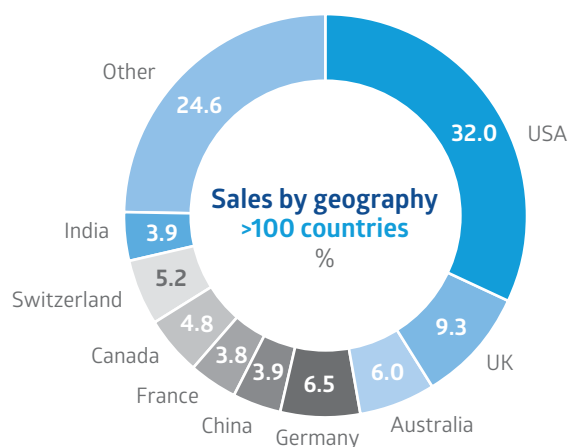 Other
24.6
32.0
USA
Sales by geography
>100 countries
%
India
3.9
Switzerland
5.2
Canada
4.8
France
3.8
China
3.9
Germany
6.5
Australia
6.0
UK
9.3